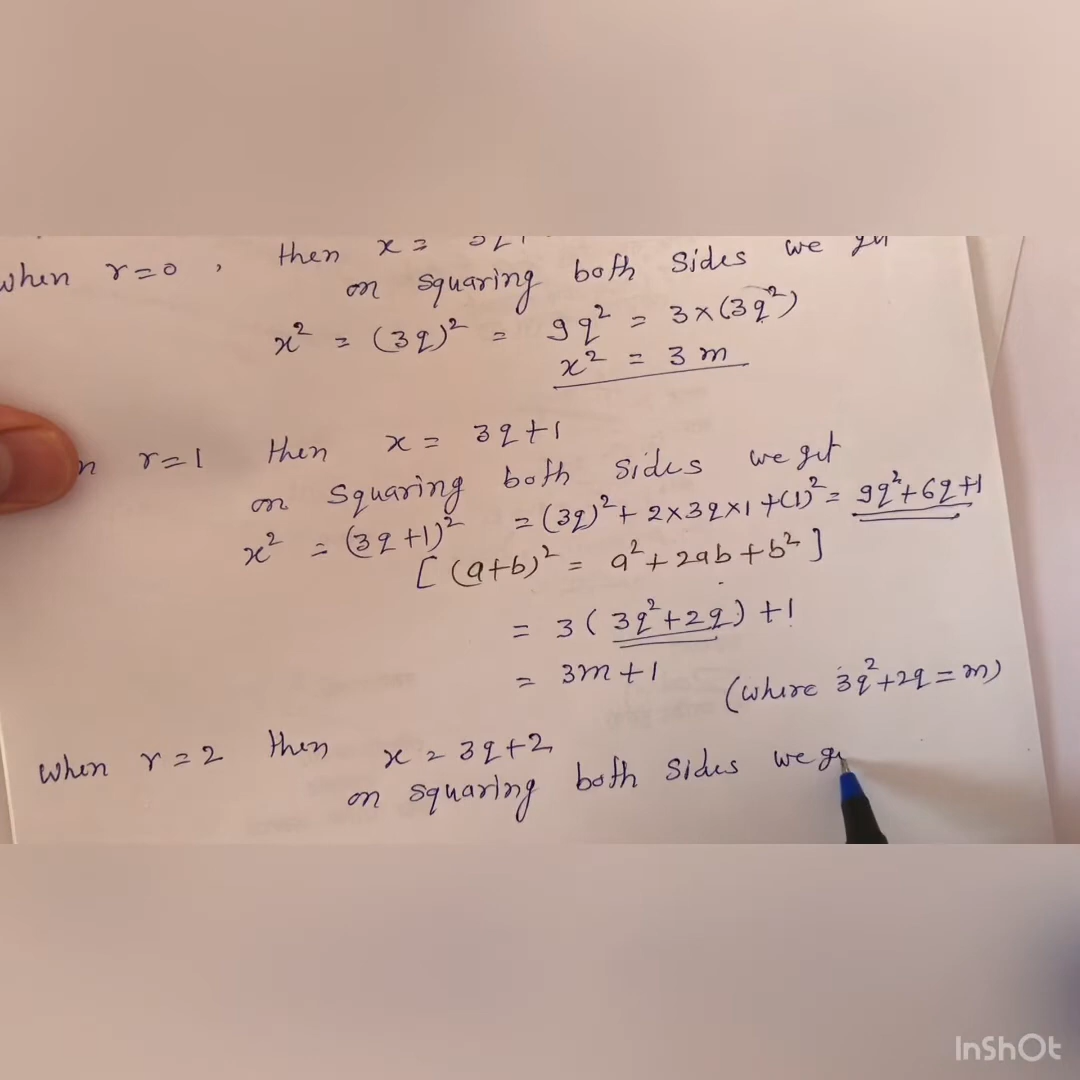 when r=0, then x =
on squaring both sides we
x² = (3q)² = 9q² = 3×(3q²)
x² = 3m
r=1 then x = 3q+1
on squaring both sides we get
x² = (3q+1)² = (3q)²+2×3q×1+(1)² = 9q²+6q+1
[(a+b)² = a²+2ab+b²]
= 3(3q²+2q)+1
= 3m+1 (where 3q²+2q=m)
when r=2 then x = 3q+2
on squaring both sides we
InShOt